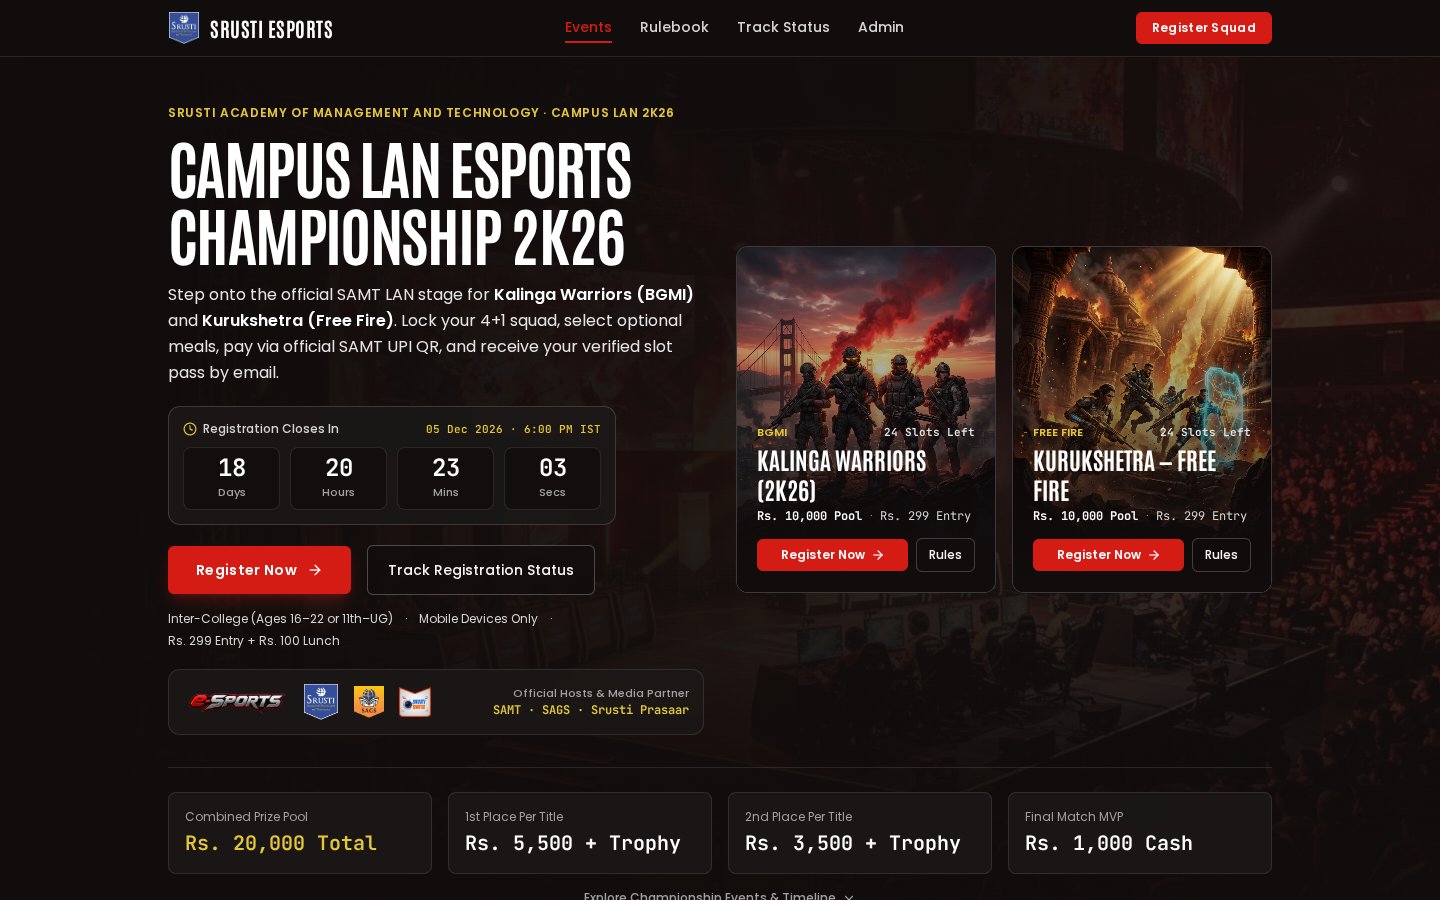 SRUSTI
SRUSTI ESPORTS
Events
Rulebook
Track Status
Admin
Register Squad
SRUSTI ACADEMY OF MANAGEMENT AND TECHNOLOGY · CAMPUS LAN 2K26
CAMPUS LAN ESPORTS
CHAMPIONSHIP 2K26
Step onto the official SAMT LAN stage for Kalinga Warriors (BGMI)
and Kurukshetra (Free Fire). Lock your 4+1 squad, select optional
meals, pay via official SAMT UPI QR, and receive your verified slot
pass by email.
Registration Closes In
05 Dec 2026 · 6:00 PM IST
18
Days
20
Hours
23
Mins
03
Secs
Register Now →
Track Registration Status
Inter-College (Ages 16–22 or 11th–UG) · Mobile Devices Only ·
Rs. 299 Entry + Rs. 100 Lunch
e-SPORTS
SRUSTI
SAGS
Official Hosts & Media Partner
SAMT · SAGS · Srusti Prasaar
BGMI
24 Slots Left
KALINGA WARRIORS
(2K26)
Rs. 10,000 Pool · Rs. 299 Entry
Register Now →
Rules
FREE FIRE
24 Slots Left
KURUKSHETRA – FREE
FIRE
Rs. 10,000 Pool · Rs. 299 Entry
Register Now →
Rules
Combined Prize Pool
Rs. 20,000 Total
1st Place Per Title
Rs. 5,500 + Trophy
2nd Place Per Title
Rs. 3,500 + Trophy
Final Match MVP
Rs. 1,000 Cash
Explore Championship Events & Timeline